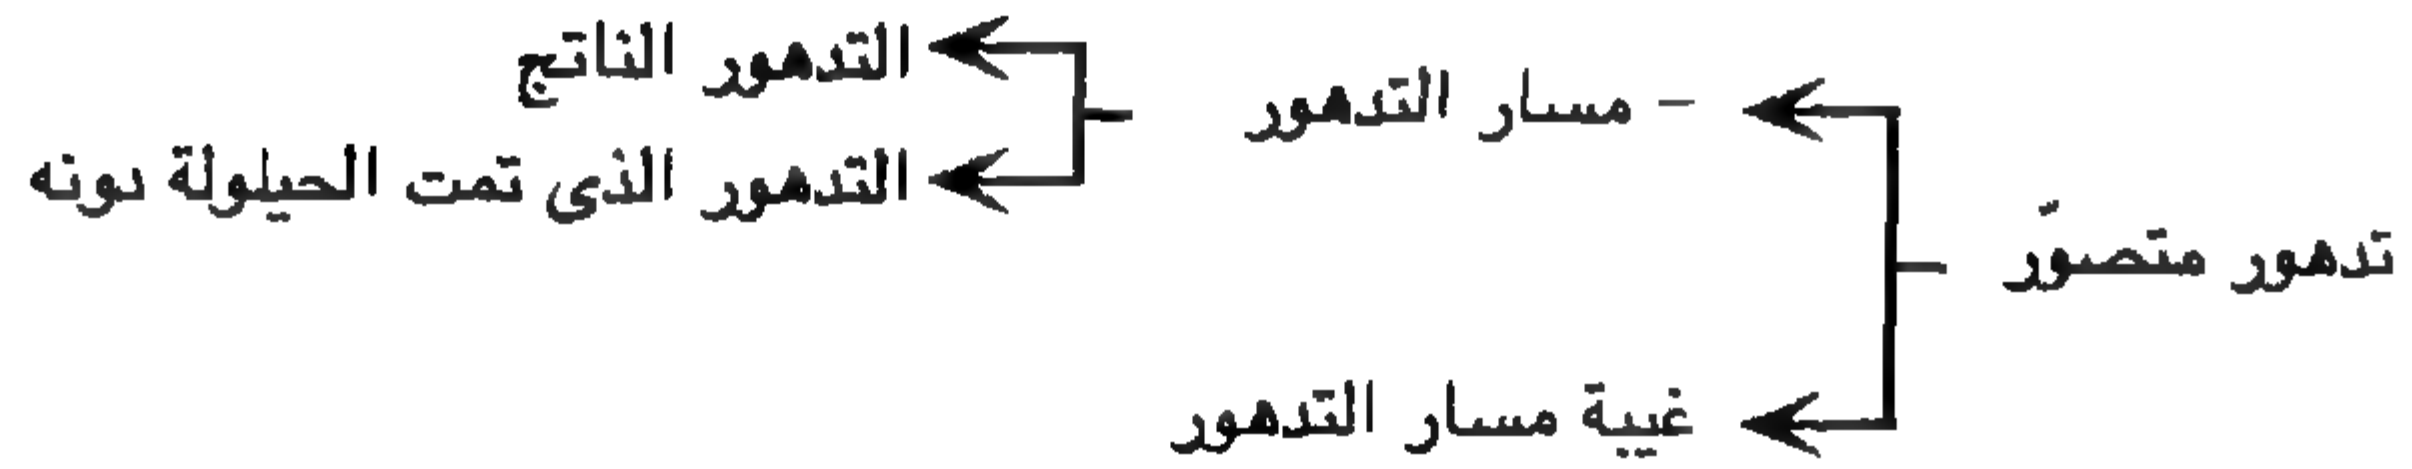 التدهور الناتج
– مسار التدهور
التدهور الذى تمت الحيلولة دونه
تدهور متصوَر
غيبة مسار التدهور